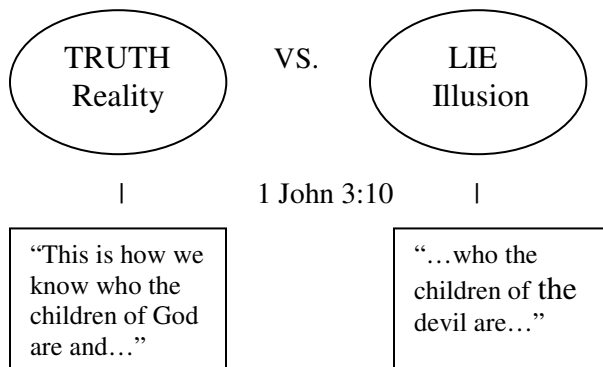 TRUTH
Reality
VS.
LIE
Illusion
|
1 John 3:10
|
“This is how we
know who the
children of God
are and…”
“…who the
children of the
devil are…”